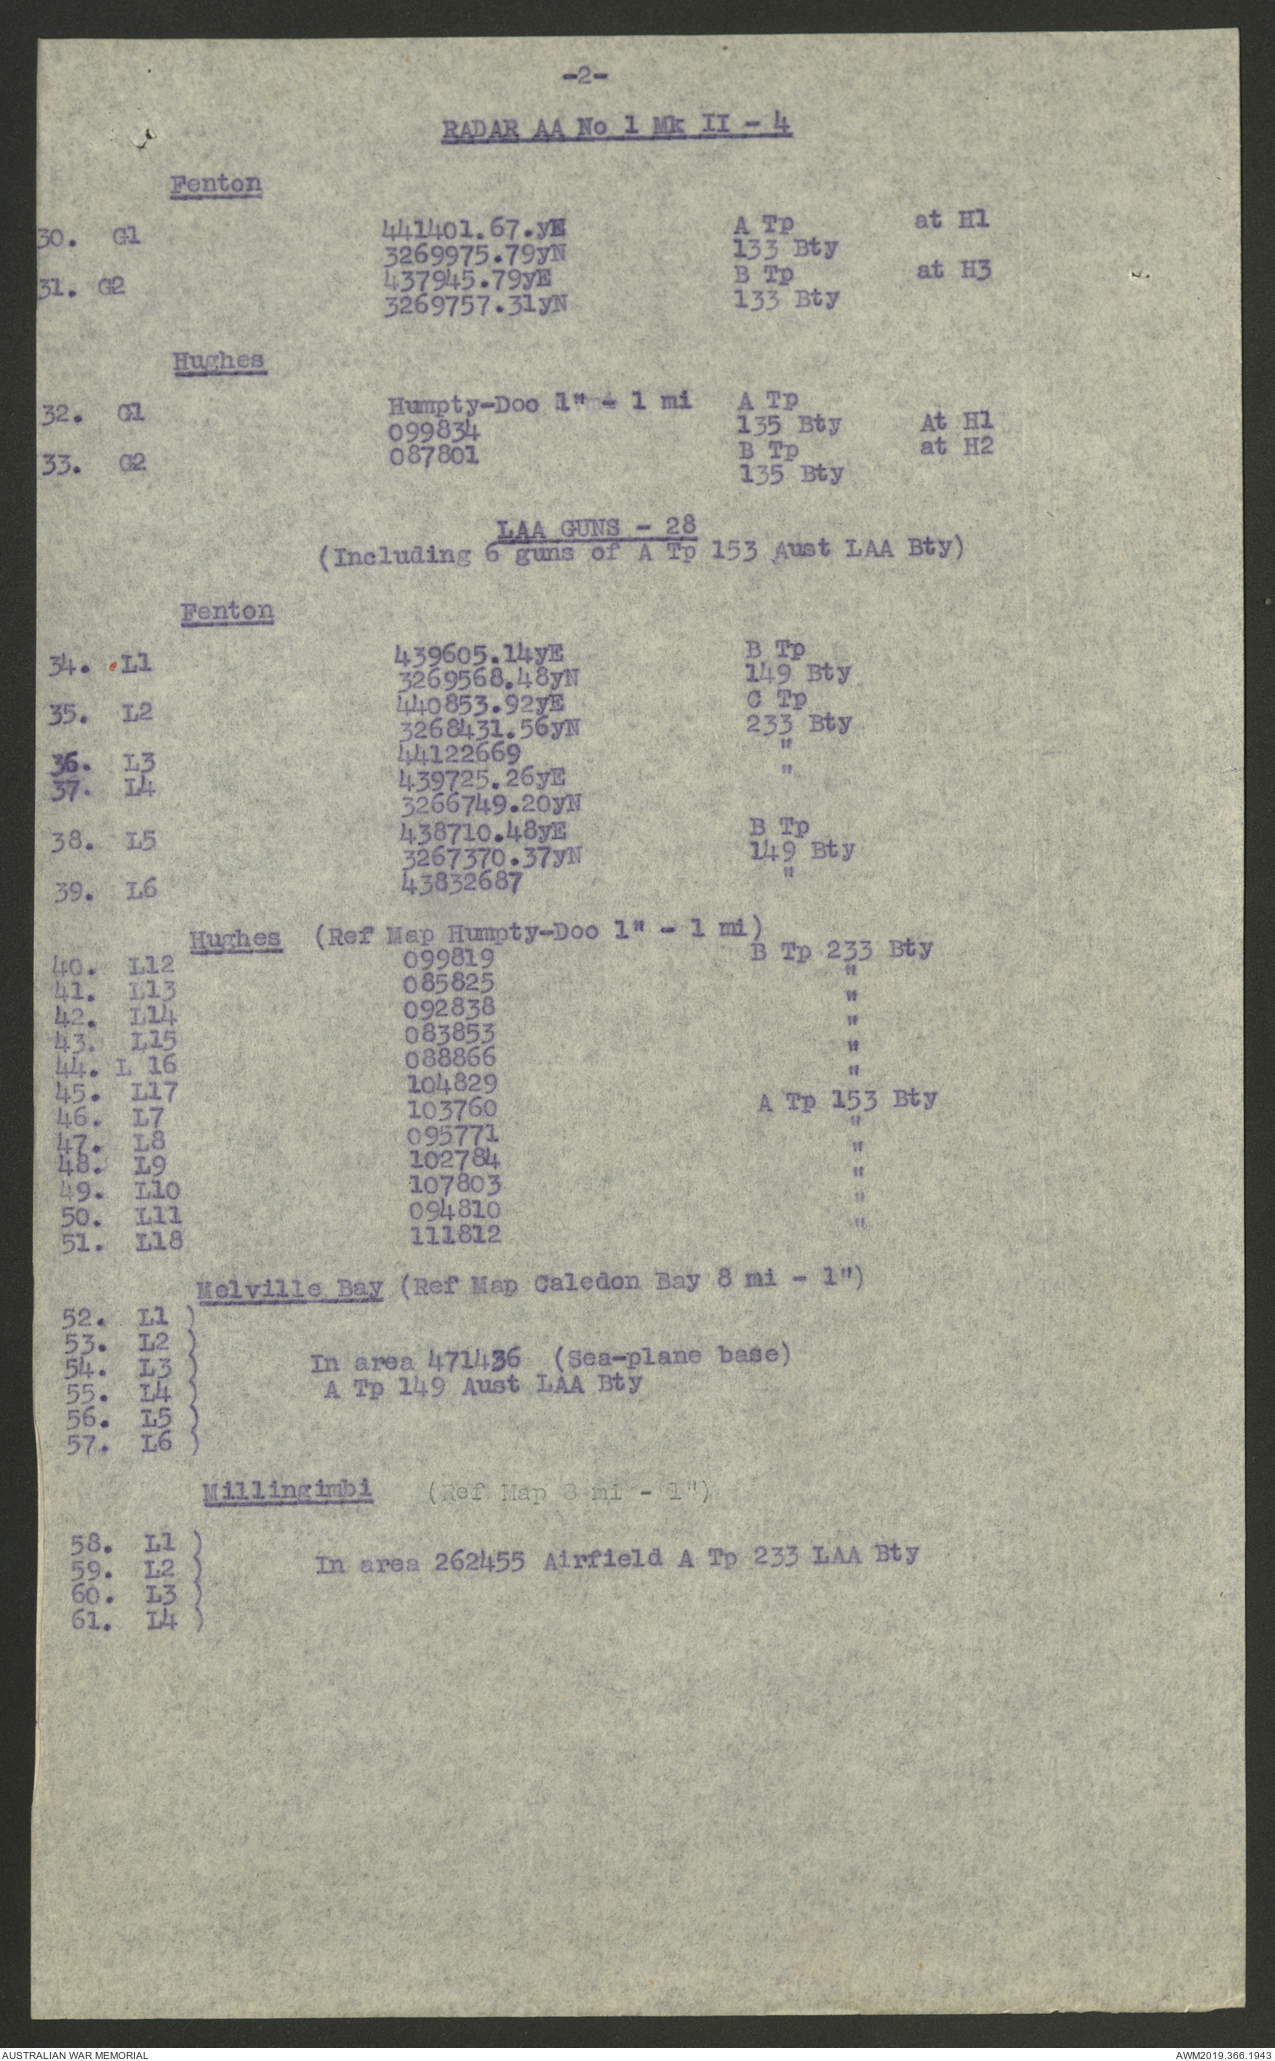 -2-
RADAR AA No 1 Mk II - 4
Fenton
30. G1 441401.67.yE A Tp at H1
3269975.79yN 133 Bty
31. G2 437945.79yE B Tp at H3
3269757.31yN 133 Bty
Hughes
32. G1 Humpty-Doo 1" - 1 mi A Tp
099834 135 Bty At H1
33. G2 087801 B Tp at H2
135 Bty
LAA GUNS - 28
(Including 6 guns of A Tp 153 Aust LAA Bty)
Fenton
34. L1 439605.14yE B Tp
3269568.48yN 149 Bty
35. L2 440853.92yE C Tp
3268431.56yN 233 Bty
36. L3 44122669 "
37. L4 439725.26yE "
3266749.20yN
38. L5 438710.48yE B Tp
3267370.37yN 149 Bty
39. L6 43832687 "
Hughes (Ref Map Humpty-Doo 1" - 1 mi)
40. L12 099819 B Tp 233 Bty
41. L13 085825 "
42. L14 092838 "
43. L15 083853 "
44. L 16 088866 "
45. L17 104829 "
46. L7 103760 A Tp 153 Bty
47. L8 095771 "
48. L9 102784 "
49. L10 107803 "
50. L11 094810 "
51. L18 111812 "
Melville Bay (Ref Map Caledon Bay 8 mi - 1")
52. L1 )
53. L2 )
54. L3 ) In area 471436 (Sea-plane base)
55. L4 ) A Tp 149 Aust LAA Bty
56. L5 )
57. L6 )
Millingimbi (Ref Map 8 mi - 1")
58. L1 )
59. L2 ) In area 262455 Airfield A Tp 233 LAA Bty
60. L3 )
61. L4 )
AUSTRALIAN WAR MEMORIAL AWM2019.366.1943